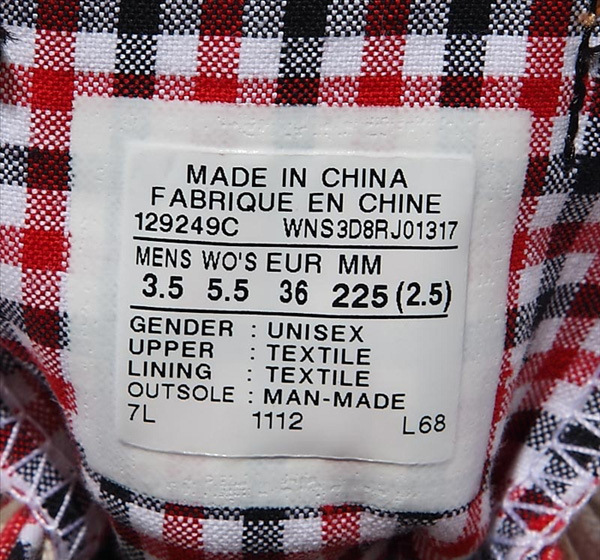 MADE IN CHINA
FABRIQUE EN CHINE
129249C WNS3D8RJ01317
MENS WO'S EUR MM
3.5 5.5 36 225 (2.5)
GENDER : UNISEX
UPPER : TEXTILE
LINING : TEXTILE
OUTSOLE : MAN-MADE
7L 1112 L68